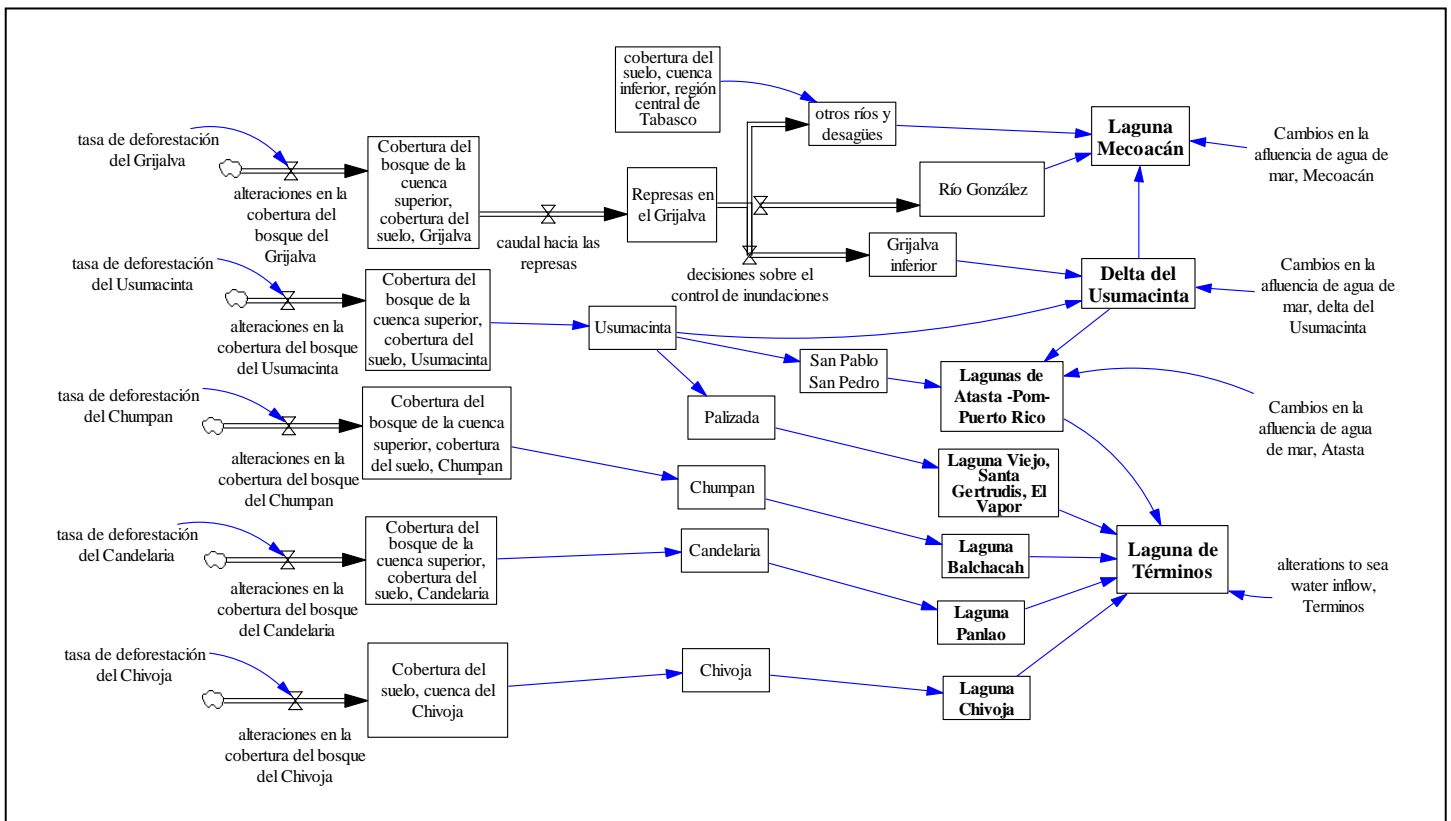 cobertura del
suelo, cuenca
inferior, región
central de
Tabasco
otros ríos y
desagües
Laguna
Mecoacán
Cambios en la
afluencia de agua de
mar, Mecoacán
tasa de deforestación
del Grijalva
alteraciones en la
cobertura del
bosque del
Grijalva
Cobertura del
bosque de la
cuenca
superior,
cobertura del
suelo, Grijalva
caudal hacia las
represas
Represas en
el Grijalva
Río González
Grijalva
inferior
decisiones sobre el
control de inundaciones
Delta del
Usumacinta
Cambios en la
afluencia de agua de
mar, delta del
Usumacinta
tasa de deforestación
del Usumacinta
alteraciones en la
cobertura del bosque
del Usumacinta
Cobertura del
bosque de la
cuenca superior,
cobertura del
suelo, Usumacinta
Usumacinta
San Pablo
San Pedro
Lagunas de
Atasta -Pom-
Puerto Rico
Cambios en la
afluencia de agua
de mar, Atasta
tasa de deforestación
del Chumpan
alteraciones en la
cobertura del bosque
del Chumpan
Cobertura del
bosque de la cuenca
superior, cobertura
del suelo, Chumpan
Palizada
Laguna Viejo,
Santa
Gertrudis, El
Vapor
Chumpan
tasa de deforestación
del Candelaria
alteraciones en la
cobertura del bosque
del Candelaria
Cobertura del
bosque de la
cuenca superior,
cobertura del
suelo, Candelaria
Candelaria
Laguna
Balchacah
Laguna de
Términos
alterations to sea
water inflow,
Terminos
Laguna
Panlao
tasa de deforestación
del Chivoja
alteraciones en la
cobertura del bosque
del Chivoja
Cobertura del
suelo, cuenca del
Chivoja
Chivoja
Laguna
Chivoja